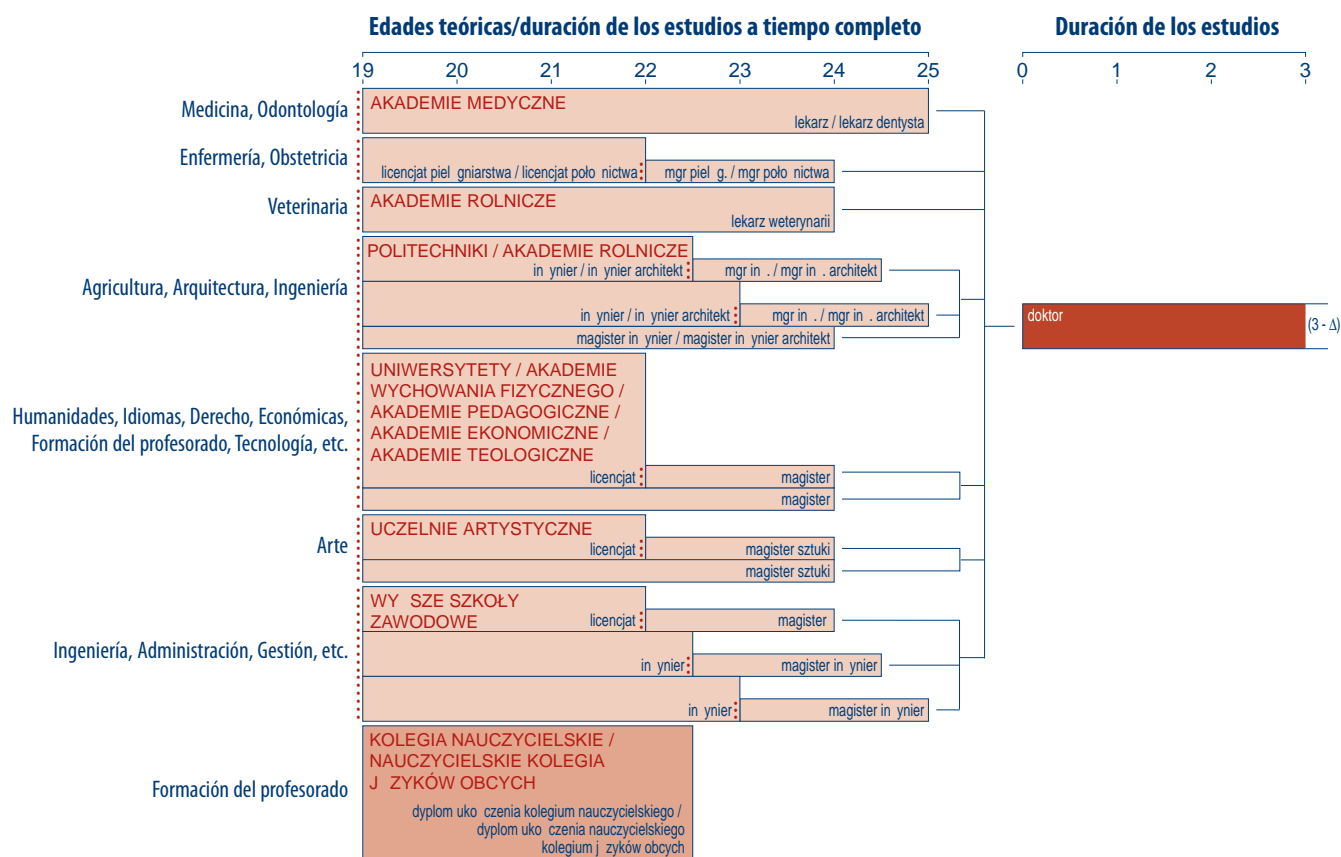 Edades teóricas/duración de los estudios a tiempo completo
Duración de los estudios
19 20 21 22 23 24 25
0 1 2 3
Medicina, Odontología
AKADEMIE MEDYCZNE
lekarz / lekarz dentysta
Enfermería, Obstetricia
licencjat piel gniarstwa / licencjat poło nictwa
mgr piel g. / mgr poło nictwa
Veterinaria
AKADEMIE ROLNICZE
lekarz weterynarii
Agricultura, Arquitectura, Ingeniería
POLITECHNIKI / AKADEMIE ROLNICZE
in ynier / in ynier architekt
mgr in . / mgr in . architekt
in ynier / in ynier architekt
mgr in . / mgr in . architekt
magister in ynier / magister in ynier architekt
doktor
(3 - Δ)
Humanidades, Idiomas, Derecho, Económicas,
Formación del profesorado, Tecnología, etc.
UNIWERSYTETY / AKADEMIE
WYCHOWANIA FIZYCZNEGO /
AKADEMIE PEDAGOGICZNE /
AKADEMIE EKONOMICZNE /
AKADEMIE TEOLOGICZNE
licencjat
magister
magister
Arte
UCZELNIE ARTYSTYCZNE
licencjat
magister sztuki
magister sztuki
Ingeniería, Administración, Gestión, etc.
WY SZE SZKOŁY
ZAWODOWE
licencjat
magister
in ynier
magister in ynier
in ynier
magister in ynier
Formación del profesorado
KOLEGIA NAUCZYCIELSKIE /
NAUCZYCIELSKIE KOLEGIA
J ZYKÓW OBCYCH
dyplom uko czenia kolegium nauczycielskiego /
dyplom uko czenia nauczycielskiego
kolegium j zyków obcych